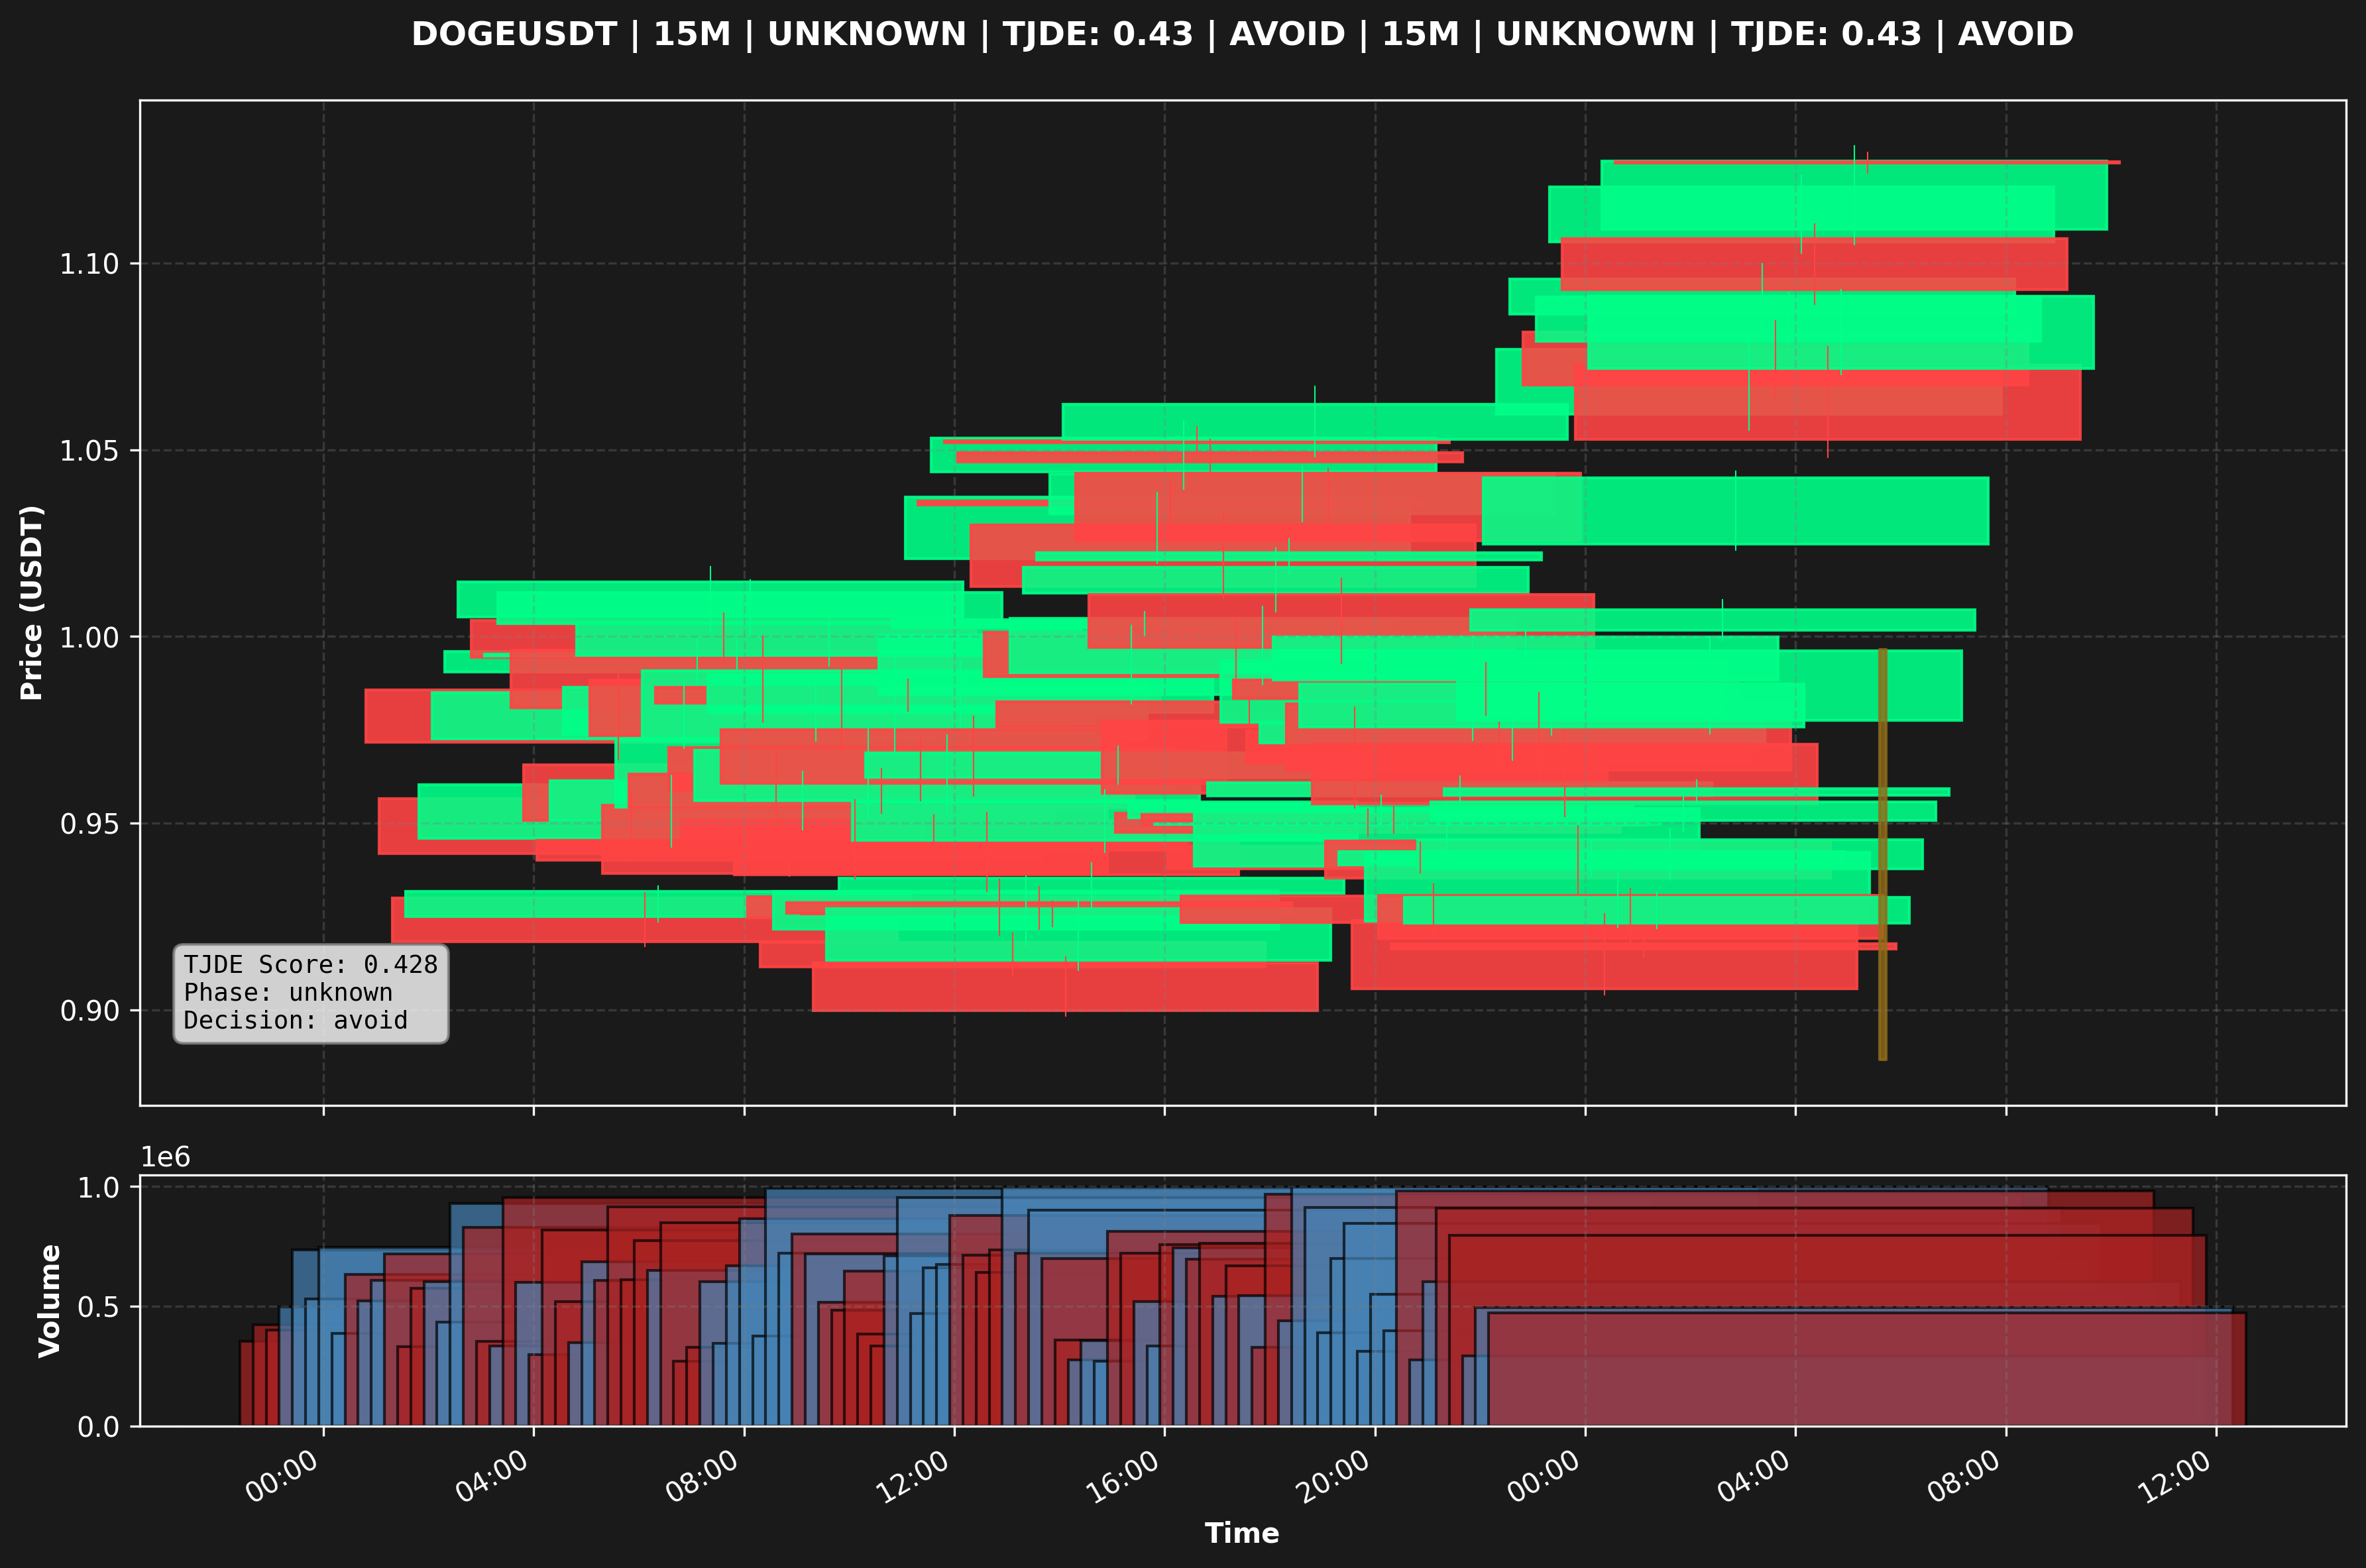 DOGEUSDT | 15M | UNKNOWN | TJDE: 0.43 | AVOID | 15M | UNKNOWN | TJDE: 0.43 | AVOID
Price (USDT)
1.10
1.05
1.00
0.95
0.90
TJDE Score: 0.428
Phase: unknown
Decision: avoid
1e6
Volume
1.0
0.5
0.0
00:00 04:00 08:00 12:00 16:00 20:00 00:00 04:00 08:00 12:00
Time